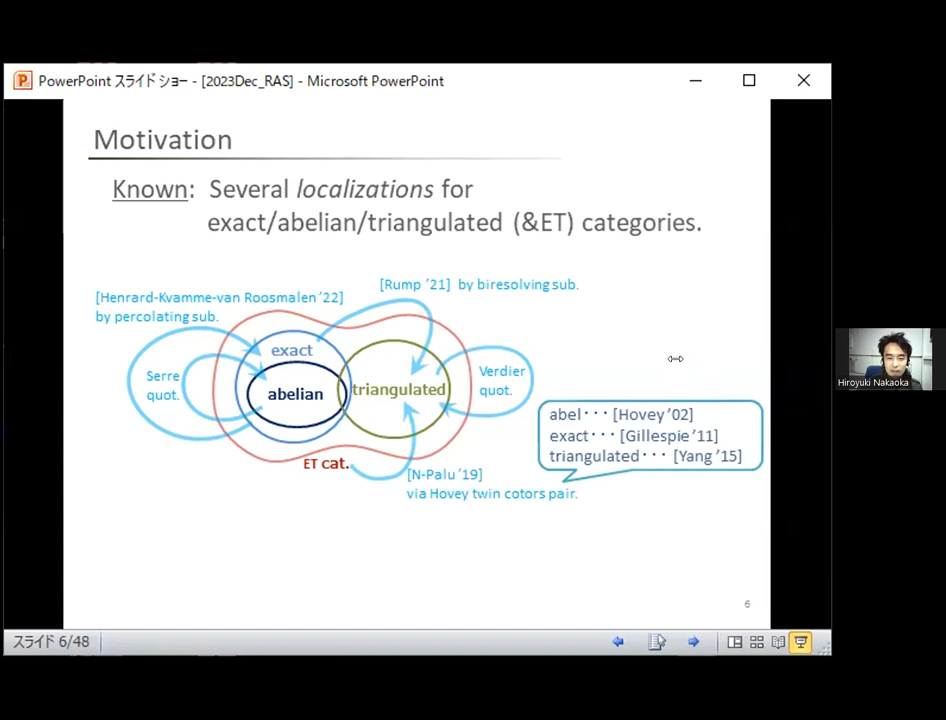 PowerPoint スライド ショー - [2023Dec_RAS] - Microsoft PowerPoint
Motivation
Known: Several localizations for
exact/abelian/triangulated (&ET) categories.
[Rump ’21] by biresolving sub.
[Henrard-Kvamme-van Roosmalen ’22]
by percolating sub.
exact
abelian
triangulated
Serre
quot.
Verdier
quot.
ET cat.
abel･･･ [Hovey ’02]
exact･･･ [Gillespie ’11]
triangulated･･･ [Yang ’15]
[N-Palu ’19]
via Hovey twin cotors pair.
Hiroyuki Nakaoka
6
スライド 6/48